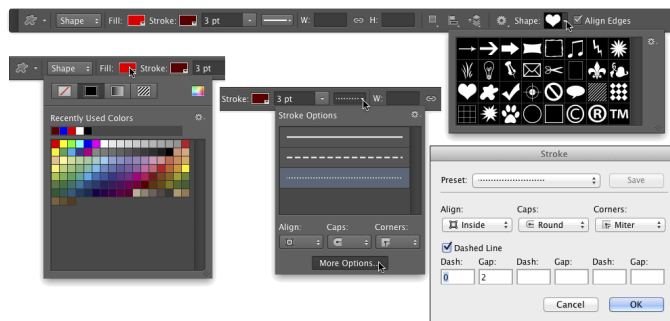 Shape Fill: Stroke: 3 pt W: H: Shape: Align Edges
Shape Fill: Stroke: 3 pt
Recently Used Colors
Stroke: 3 pt W:
Stroke Options
Align: Caps: Corners:
More Options...
© ® TM
Stroke
Preset: Save
Align: Caps: Corners:
Inside Round Miter
Dashed Line
Dash: Gap: Dash: Gap: Dash: Gap:
0 2
Cancel OK